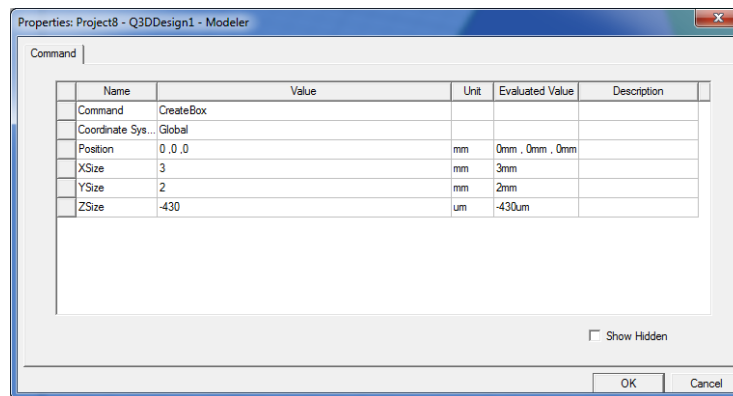 Properties: Project8 - Q3DDesign1 - Modeler
Command
Name Value Unit Evaluated Value Description
Command CreateBox
Coordinate Sys... Global
Position 0 ,0 ,0 mm 0mm , 0mm , 0mm
XSize 3 mm 3mm
YSize 2 mm 2mm
ZSize -430 um -430um
Show Hidden
OK Cancel